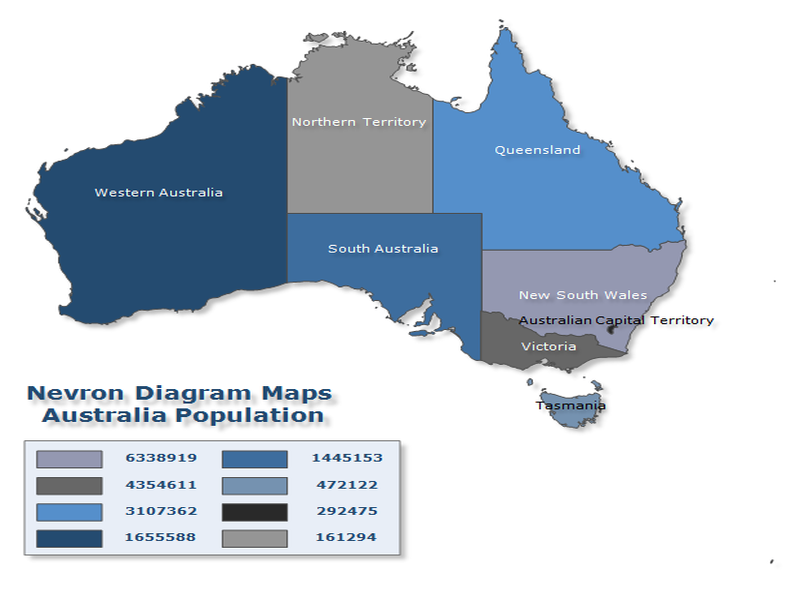 Northern Territory
Queensland
Western Australia
South Australia
New South Wales
Australian Capital Territory
Victoria
Nevron Diagram Maps
Australia Population
Tasmania
6338919 1445153
4354611 472122
3107362 292475
1655588 161294